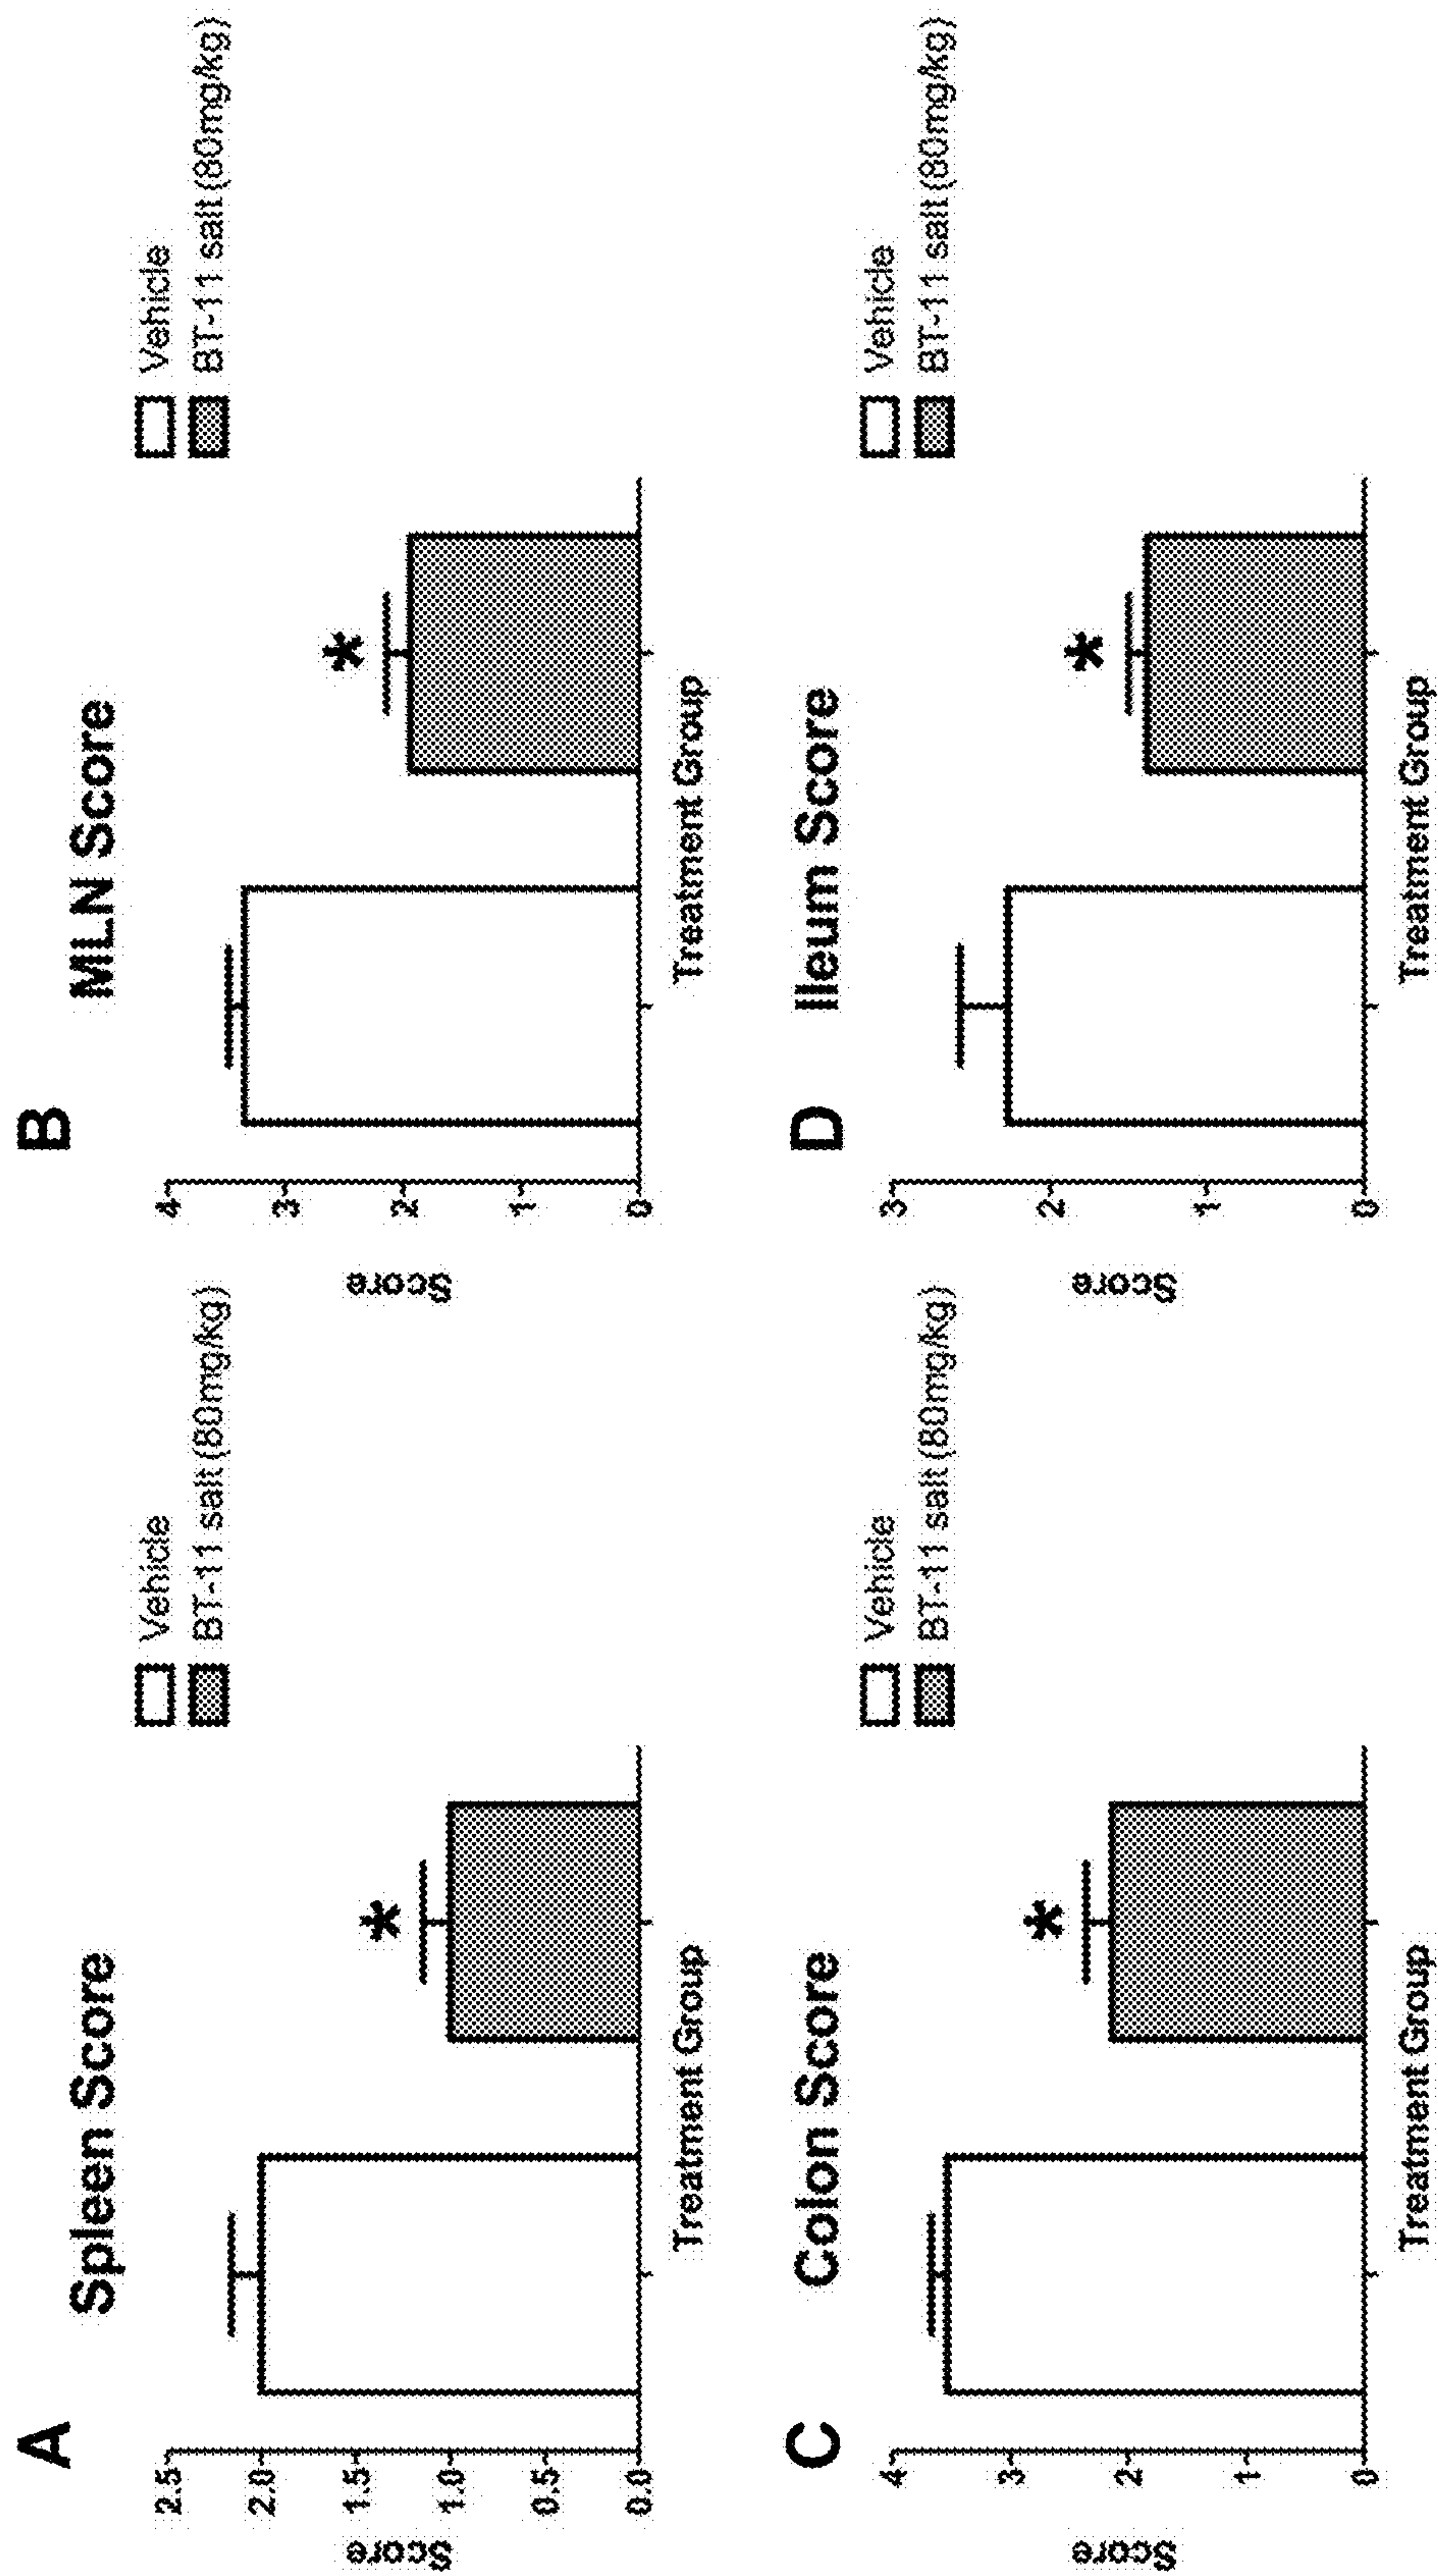 A
Spleen Score
Score
2.5
2.0
1.5
1.0
0.5
0.0
*
Treatment Group
Vehicle
BT-11 salt (80mg/kg)
B
MLN Score
Score
4
3
2
1
0
*
Treatment Group
Vehicle
BT-11 salt (80mg/kg)
C
Colon Score
Score
4
3
2
1
0
*
Treatment Group
Vehicle
BT-11 salt (80mg/kg)
D
Ileum Score
Score
3
2
1
0
*
Treatment Group
Vehicle
BT-11 salt (80mg/kg)